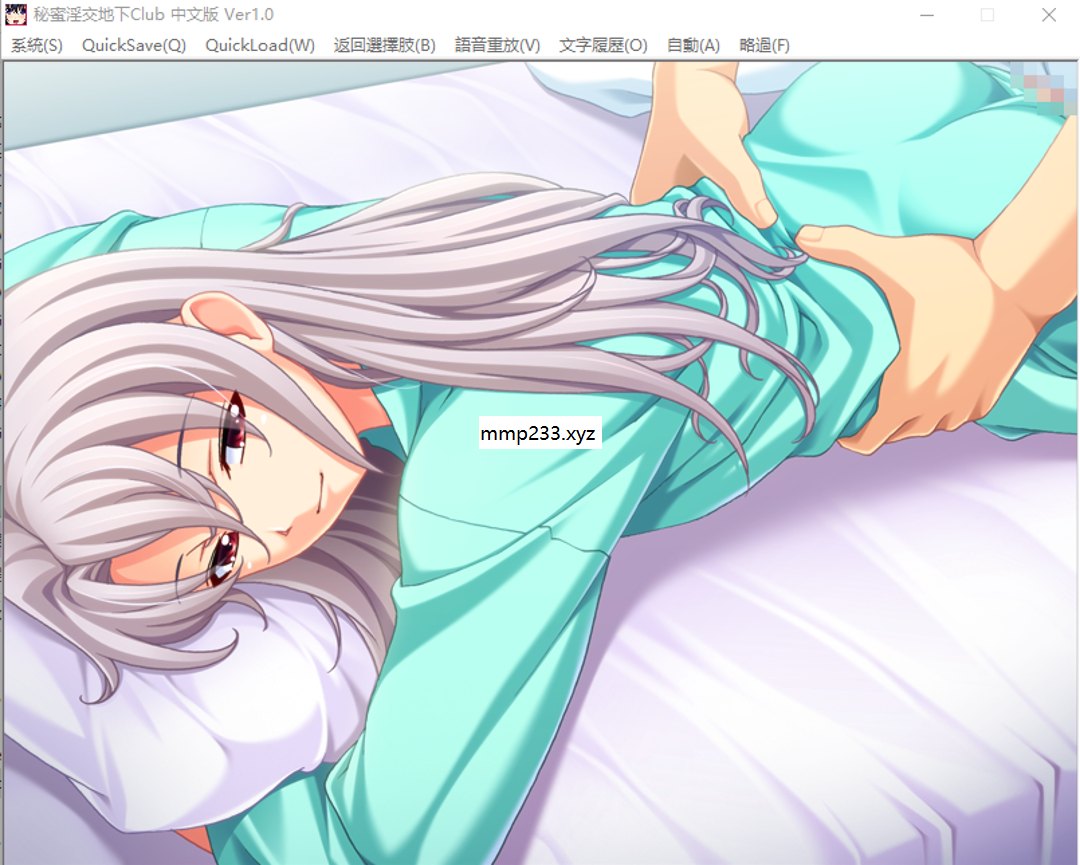 秘蜜淫交地下Club 中文版 Ver1.0
系統(S) QuickSave(Q) QuickLoad(W) 返回選擇肢(B) 語音重放(V) 文字履歷(O) 自動(A) 略過(F)
mmp233.xyz